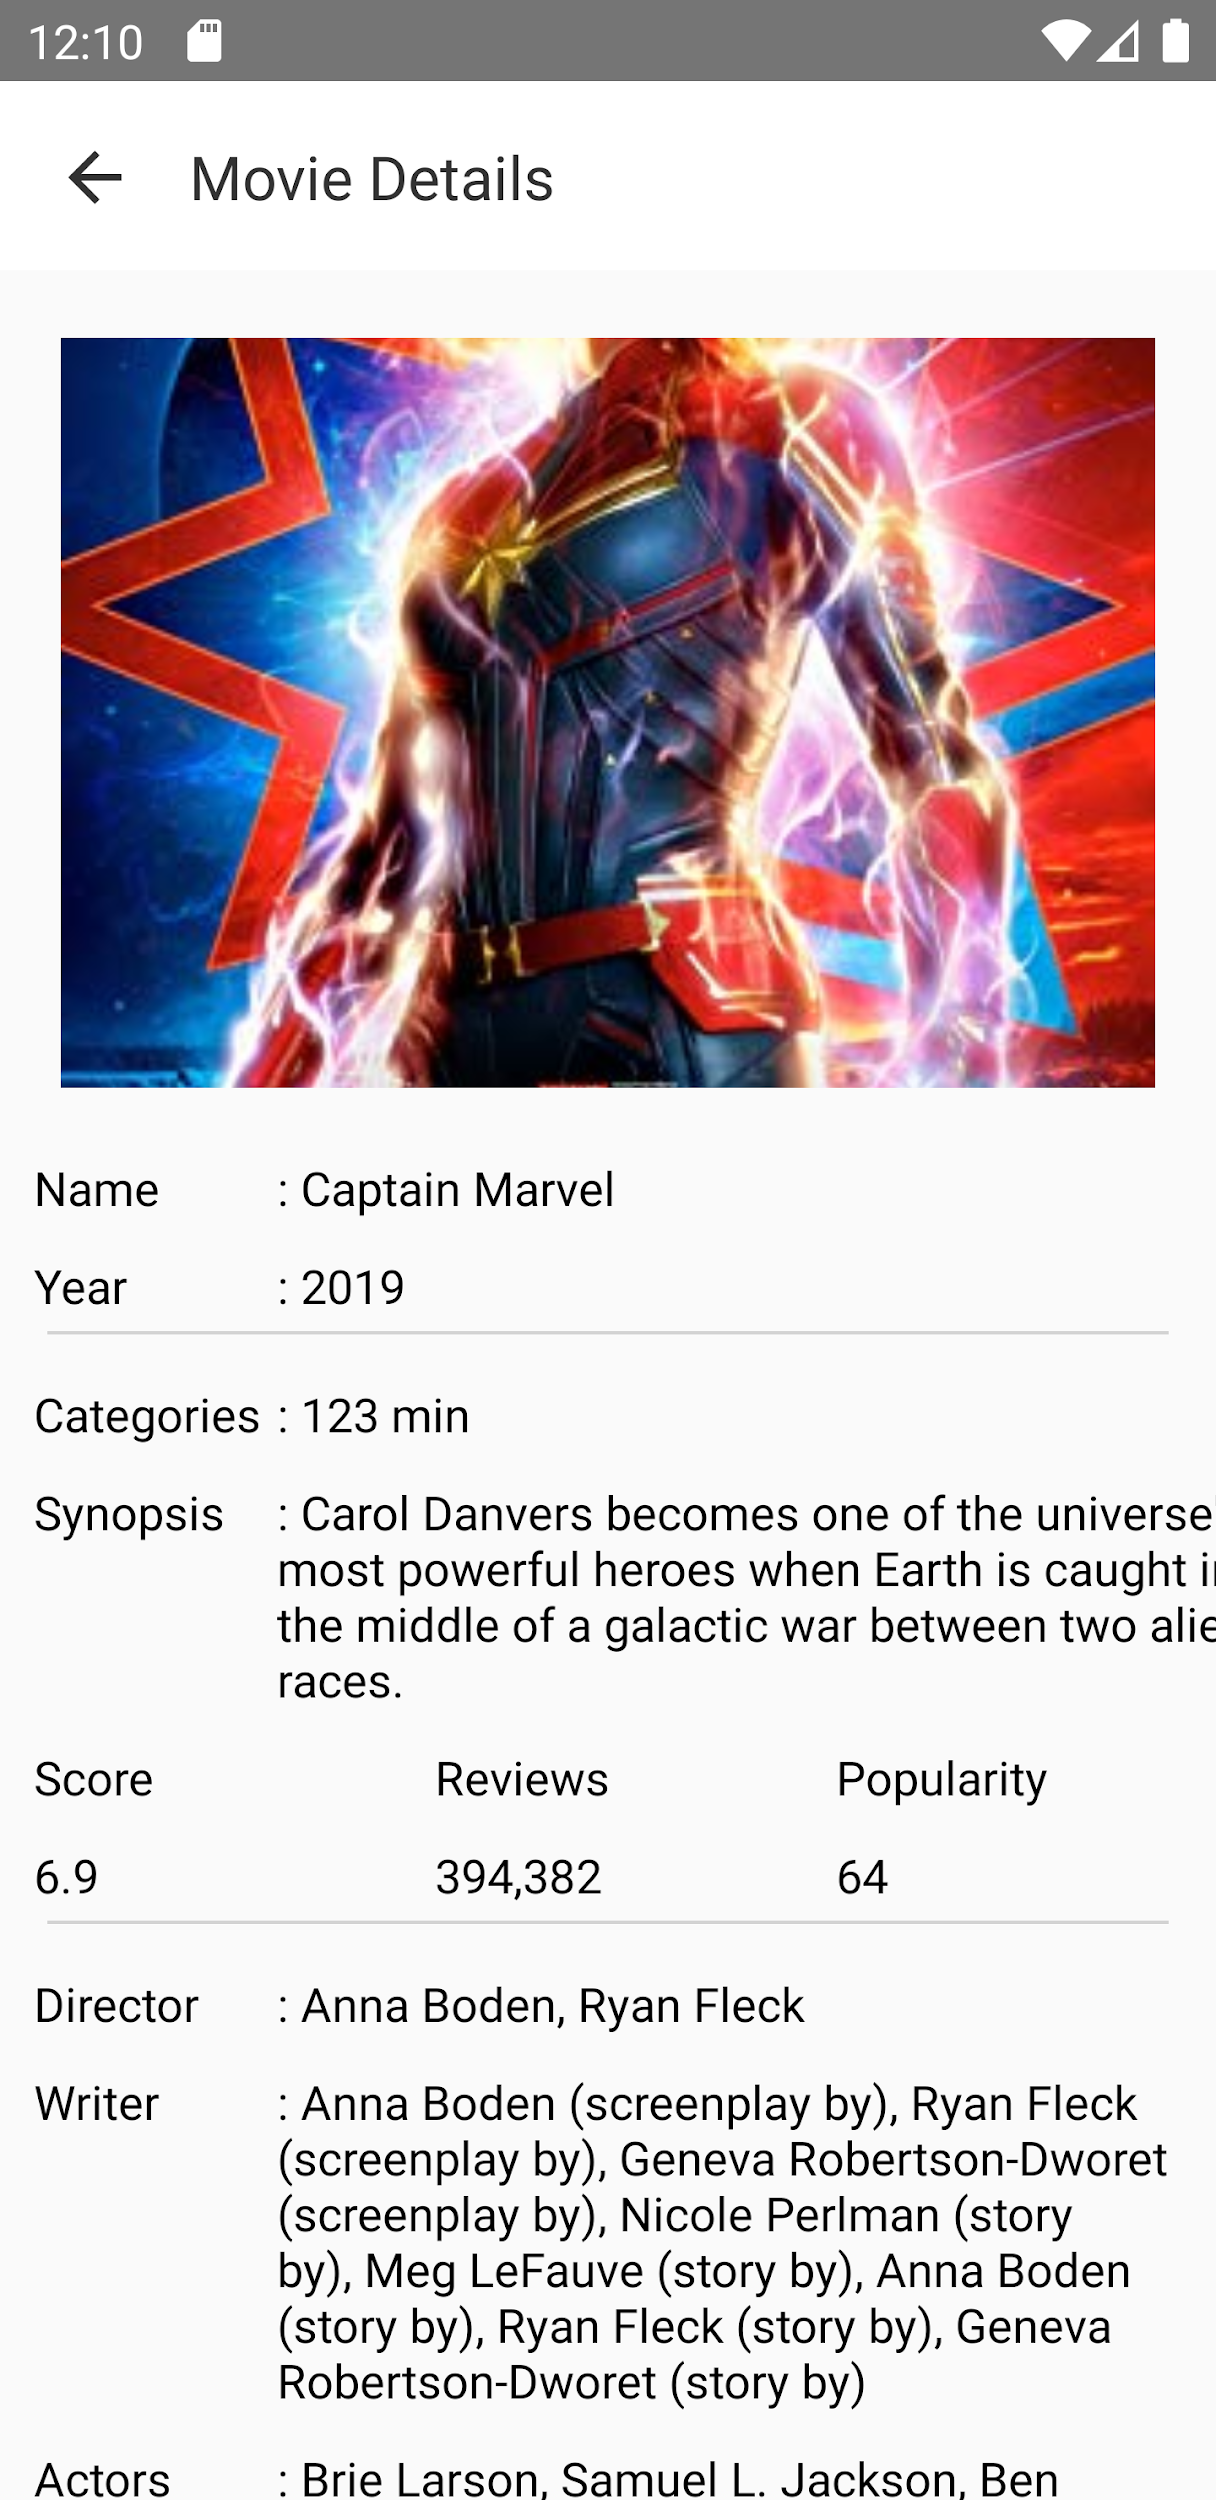 12:10
Movie Details
Name : Captain Marvel
Year : 2019
Categories : 123 min
Synopsis : Carol Danvers becomes one of the universe'
most powerful heroes when Earth is caught in
the middle of a galactic war between two alie
races.
Score Reviews Popularity
6.9 394,382 64
Director : Anna Boden, Ryan Fleck
Writer : Anna Boden (screenplay by), Ryan Fleck
(screenplay by), Geneva Robertson-Dworet
(screenplay by), Nicole Perlman (story
by), Meg LeFauve (story by), Anna Boden
(story by), Ryan Fleck (story by), Geneva
Robertson-Dworet (story by)
Actors : Brie Larson, Samuel L. Jackson, Ben